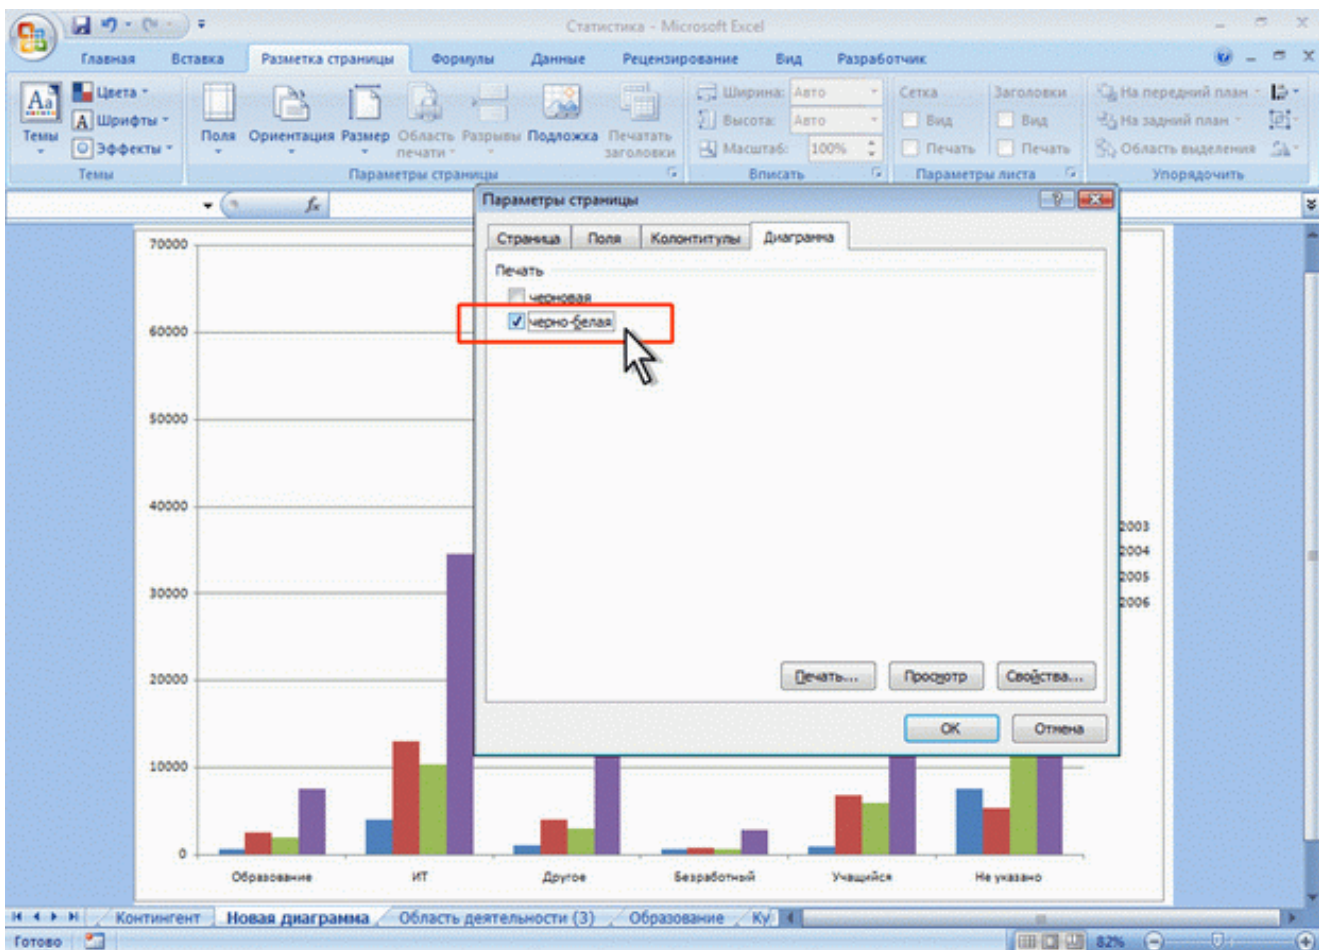 Статистика - Microsoft Excel
Главная Вставка Разметка страницы Формулы Данные Рецензирование Вид Разработчик
Aa Темы
Цвета
Шрифты
Эффекты
Темы
Поля Ориентация Размер Область печати Разрывы Подложка Печатать заголовки
Параметры страницы
Ширина: Авто
Высота: Авто
Масштаб: 100%
Вписать
Сетка Заголовки
Вид Вид
Печать Печать
Параметры листа
На передний план
На задний план
Область выделения
Упорядочить
fx
Параметры страницы
Страница Поля Колонтитулы Диаграмма
Печать
черновая
черно-белая
Печать... Просмотр Свойства...
ОК Отмена
70000
60000
50000
40000
30000
20000
10000
0
Образование ИТ Другое Безработный Учащийся Не указано
2003
2004
2005
2006
Контингент Новая диаграмма Область деятельности (3) Образование Ку
Готово 82%